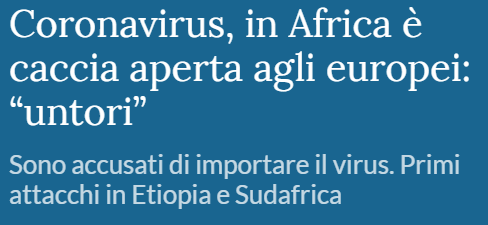 Coronavirus, in Africa è
caccia aperta agli europei:
“untori”
Sono accusati di importare il virus. Primi
attacchi in Etiopia e Sudafrica